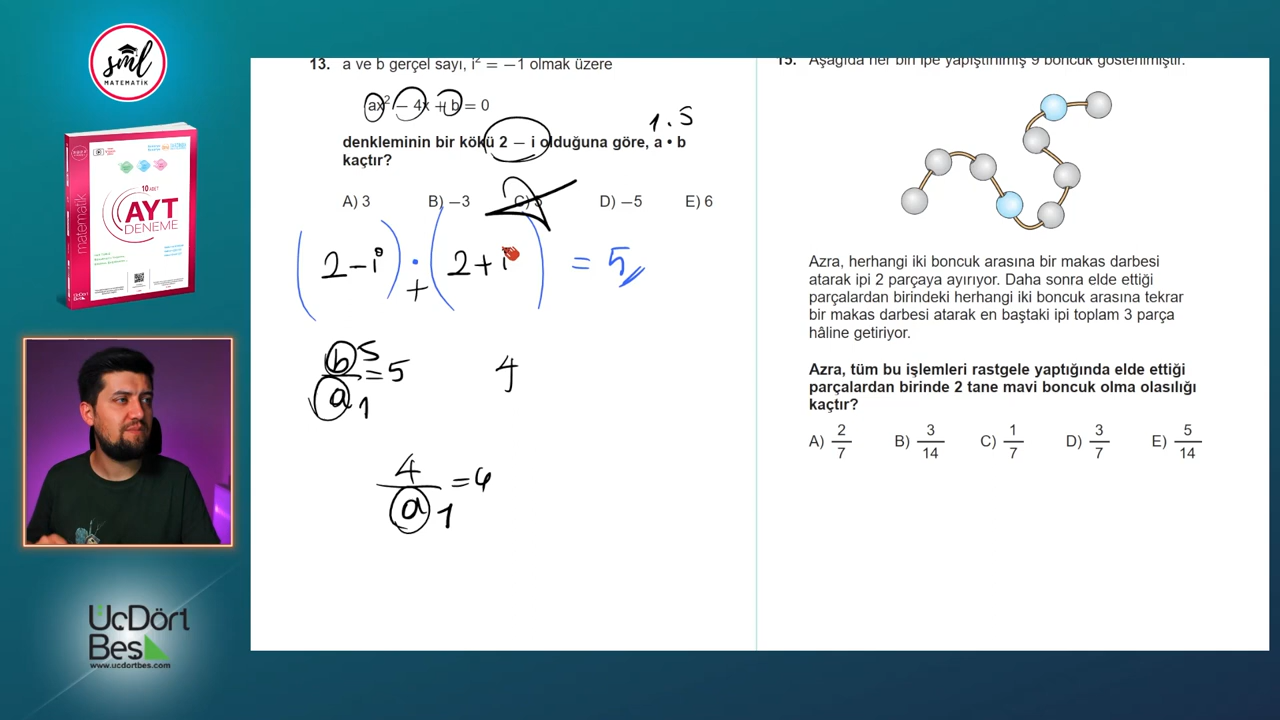 sml
MATEMATİK
10 ADET
AYT
DENEME
matematik
ÜçDört
Beş
www.ucdortbes.com
13. a ve b gerçel sayı, i² = −1 olmak üzere
ax² − 4x + b = 0
1 . 5
denkleminin bir kökü 2 − i olduğuna göre, a • b
kaçtır?
A) 3 B) −3 C) 5 D) −5 E) 6
(2 − i) · (2 + i) = 5
+
b 5
a 1
= 5
4
4
a 1
= 4
15. Aşağıda her biri ipe yapıştırılmış 9 boncuk gösterilmiştir.
Azra, herhangi iki boncuk arasına bir makas darbesi
atarak ipi 2 parçaya ayırıyor. Daha sonra elde ettiği
parçalardan birindeki herhangi iki boncuk arasına tekrar
bir makas darbesi atarak en baştaki ipi toplam 3 parça
hâline getiriyor.
Azra, tüm bu işlemleri rastgele yaptığında elde ettiği
parçalardan birinde 2 tane mavi boncuk olma olasılığı
kaçtır?
A) 2/7 B) 3/14 C) 1/7 D) 3/7 E) 5/14